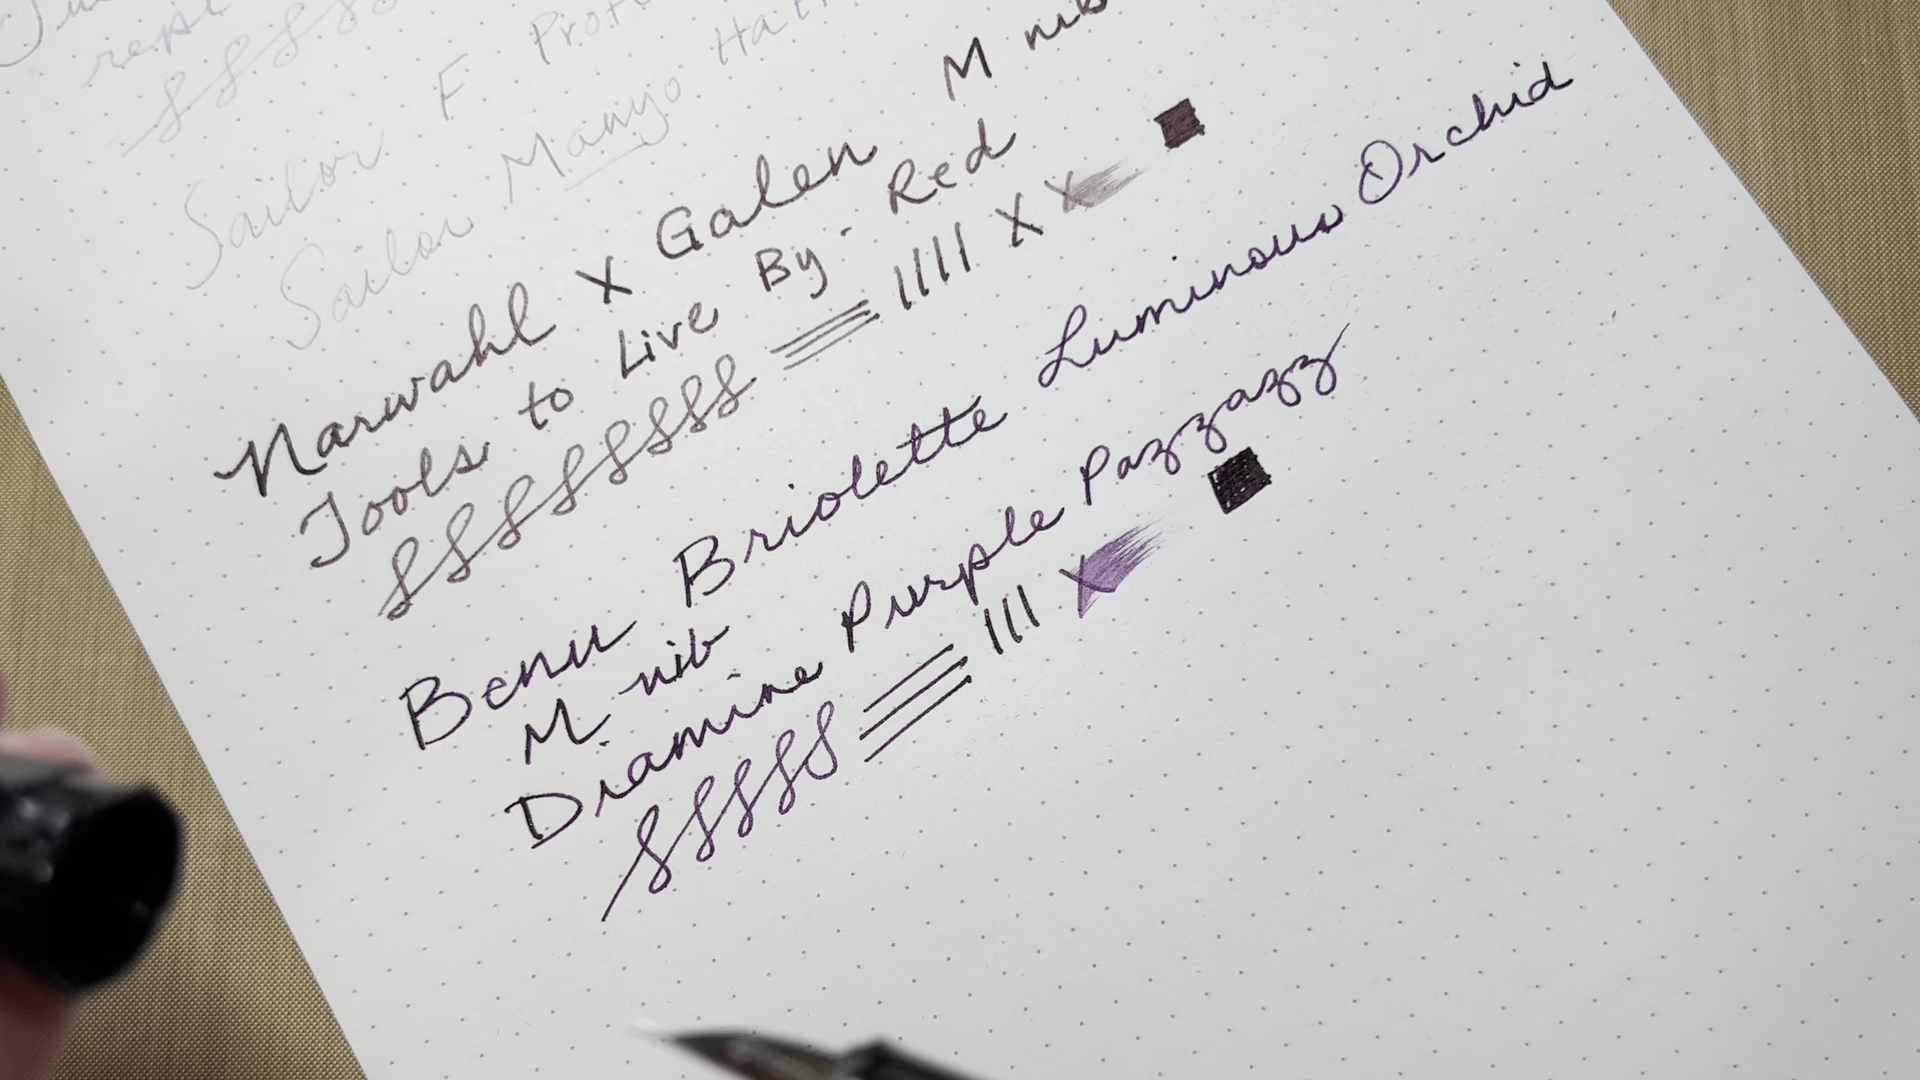 Sailor F
Sailor Manyo
Narwahl X Galen M nib
Tools to Live By - Red
Benu Briolette Luminous Orchid
M nib
Diamine Purple Pazzazz